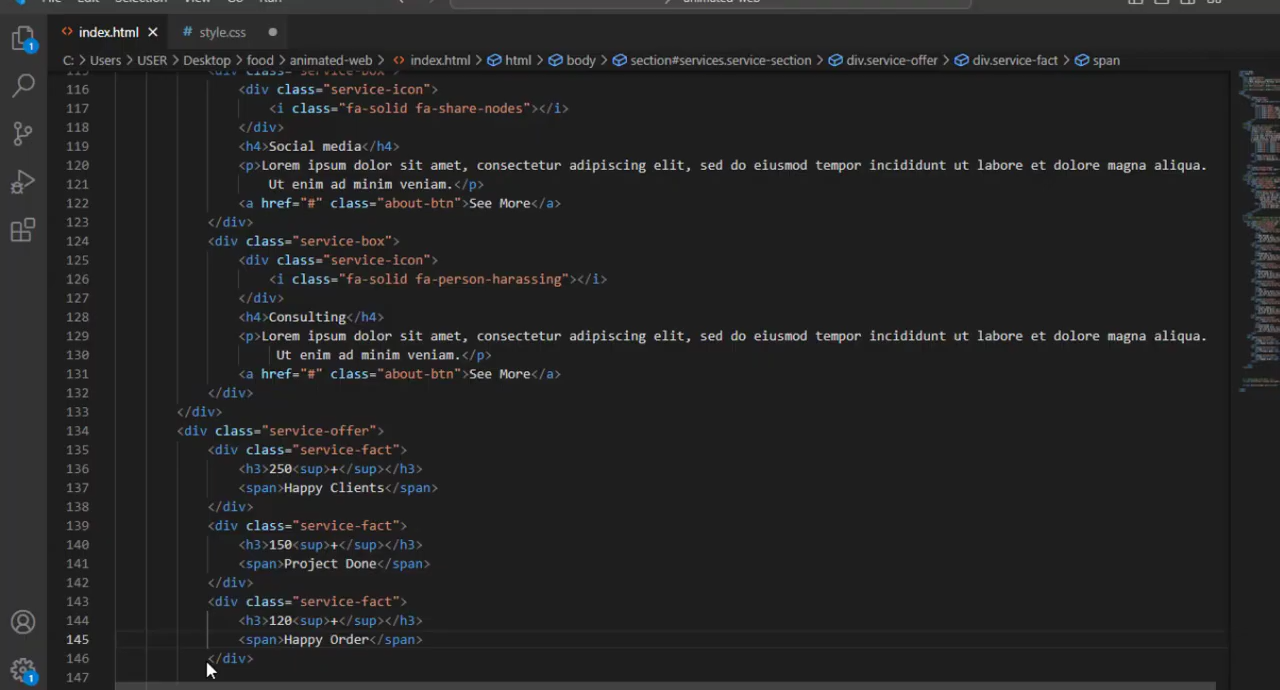 index.html
# style.css
C: > Users > USER > Desktop > food > animated-web > <> index.html > html > body > section#services.service-section > div.service-offer > div.service-fact > span
116 <div class="service-icon">
117 <i class="fa-solid fa-share-nodes"></i>
118 </div>
119 <h4>Social media</h4>
120 <p>Lorem ipsum dolor sit amet, consectetur adipiscing elit, sed do eiusmod tempor incididunt ut labore et dolore magna aliqua.
121 Ut enim ad minim veniam.</p>
122 <a href="#" class="about-btn">See More</a>
123 </div>
124 <div class="service-box">
125 <div class="service-icon">
126 <i class="fa-solid fa-person-harassing"></i>
127 </div>
128 <h4>Consulting</h4>
129 <p>Lorem ipsum dolor sit amet, consectetur adipiscing elit, sed do eiusmod tempor incididunt ut labore et dolore magna aliqua.
130 Ut enim ad minim veniam.</p>
131 <a href="#" class="about-btn">See More</a>
132 </div>
133 </div>
134 <div class="service-offer">
135 <div class="service-fact">
136 <h3>250<sup>+</sup></h3>
137 <span>Happy Clients</span>
138 </div>
139 <div class="service-fact">
140 <h3>150<sup>+</sup></h3>
141 <span>Project Done</span>
142 </div>
143 <div class="service-fact">
144 <h3>120<sup>+</sup></h3>
145 <span>Happy Order</span>
146 </div>
147
1
1